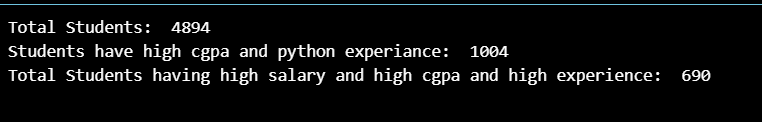 Total Students:  4894
Students have high cgpa and python experiance:  1004
Total Students having high salary and high cgpa and high experience:  690